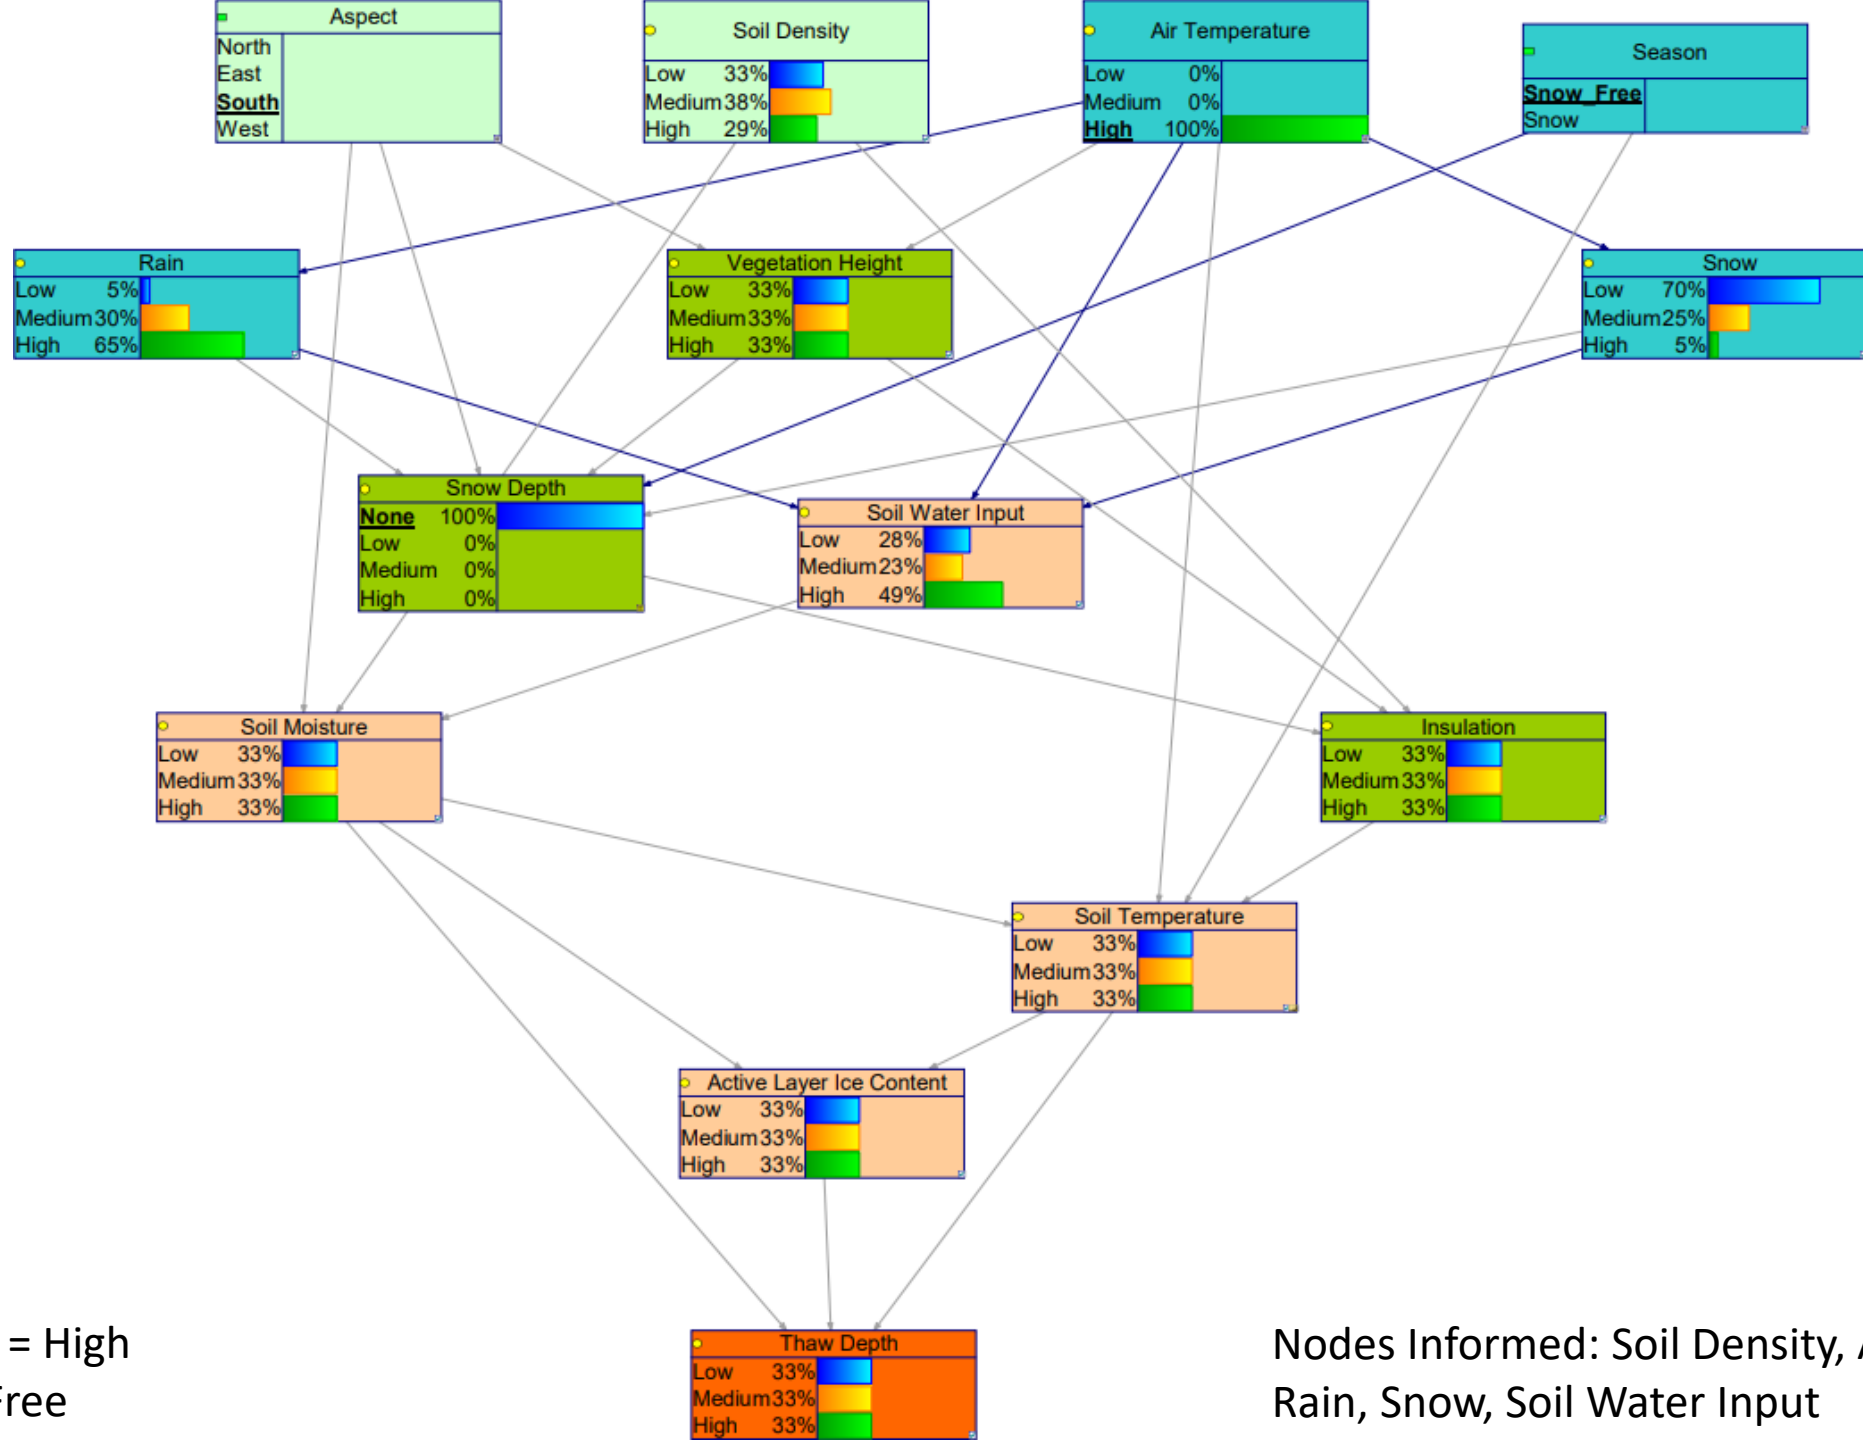 Aspect
North
East
South
West
Soil Density
Low 33%
Medium 38%
High 29%
Air Temperature
Low 0%
Medium 0%
High 100%
Season
Snow_Free
Snow
Rain
Low 5%
Medium 30%
High 65%
Vegetation Height
Low 33%
Medium 33%
High 33%
Snow
Low 70%
Medium 25%
High 5%
Snow Depth
None 100%
Low 0%
Medium 0%
High 0%
Soil Water Input
Low 28%
Medium 23%
High 49%
Soil Moisture
Low 33%
Medium 33%
High 33%
Insulation
Low 33%
Medium 33%
High 33%
Soil Temperature
Low 33%
Medium 33%
High 33%
Active Layer Ice Content
Low 33%
Medium 33%
High 33%
Thaw Depth
Low 33%
Medium 33%
High 33%
= High
Nodes Informed: Soil Density,
Rain, Snow, Soil Water Input